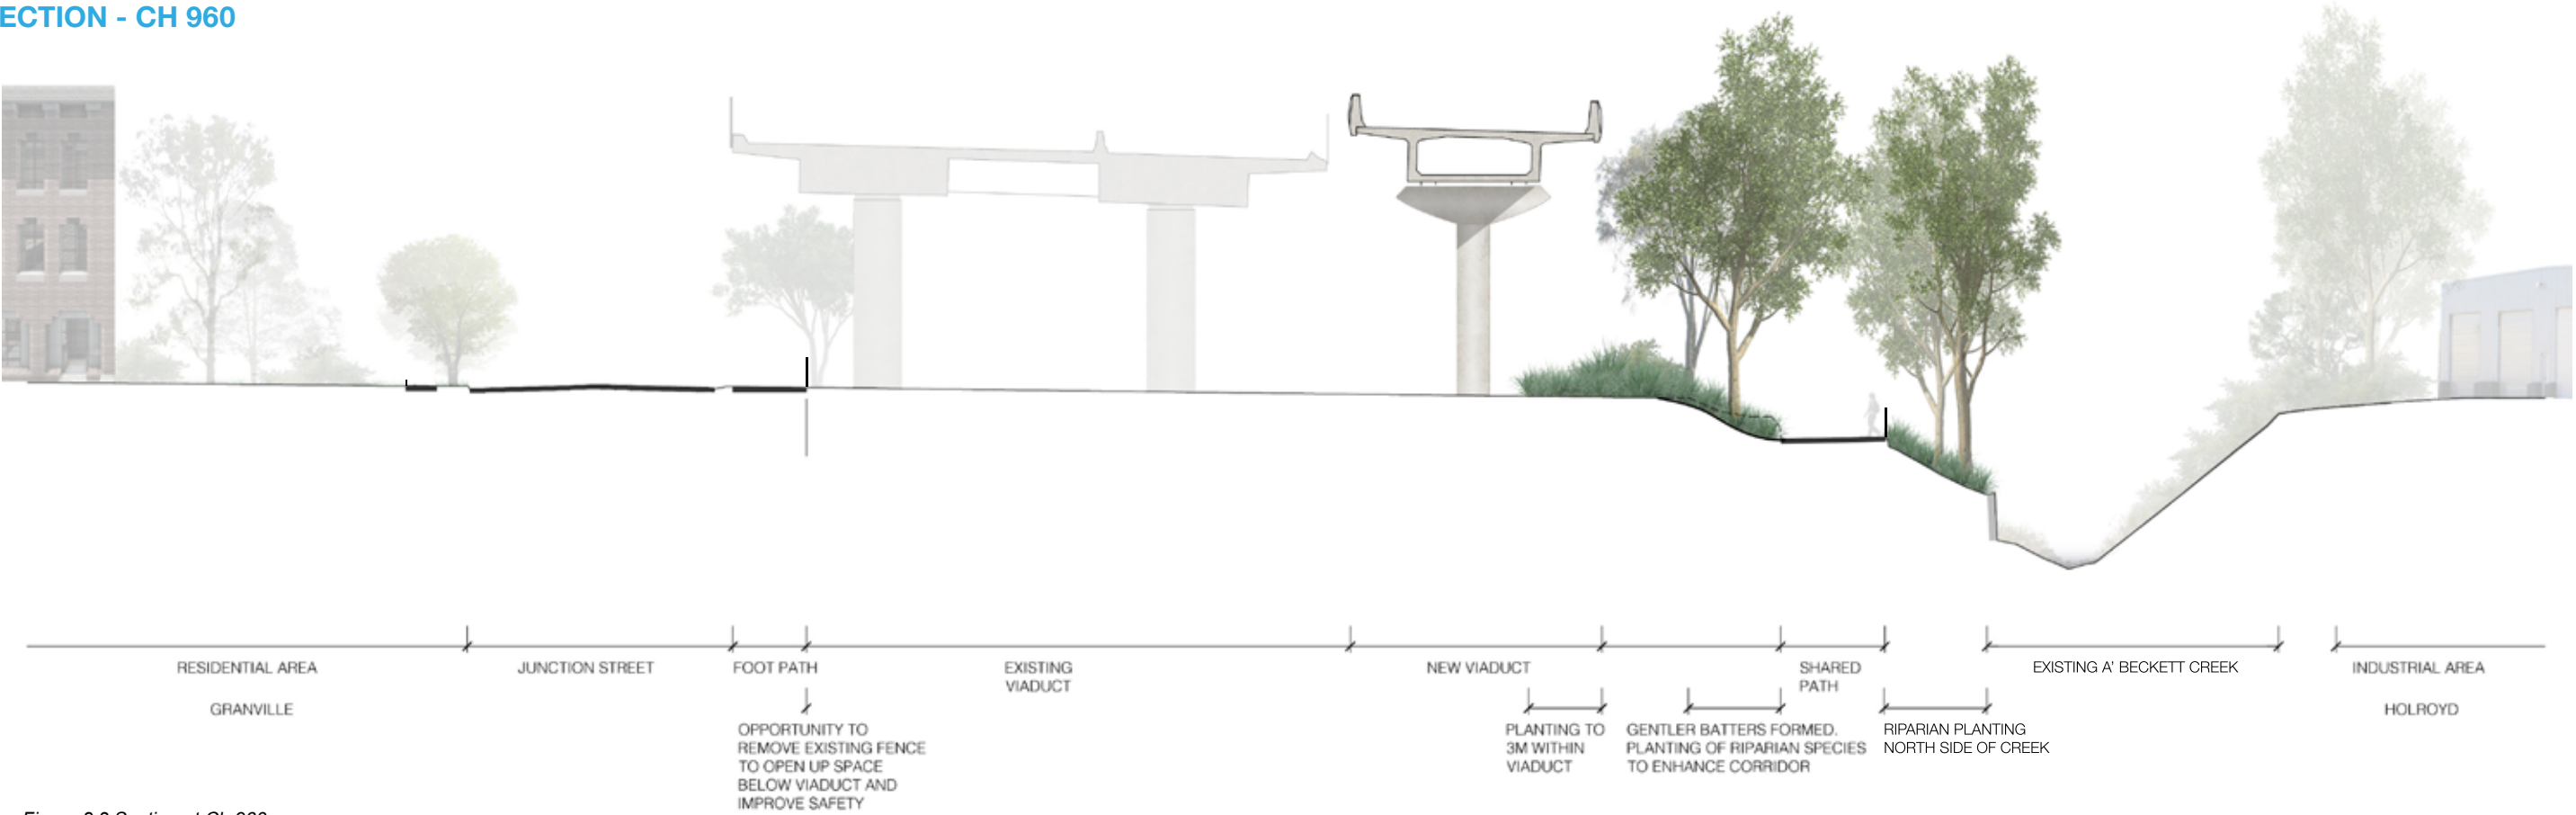 ECTION - CH 960
RESIDENTIAL AREA
GRANVILLE
JUNCTION STREET
FOOT PATH
OPPORTUNITY TO
REMOVE EXISTING FENCE
TO OPEN UP SPACE
BELOW VIADUCT AND
IMPROVE SAFETY
EXISTING
VIADUCT
NEW VIADUCT
PLANTING TO
3M WITHIN
VIADUCT
GENTLER BATTERS FORMED.
PLANTING OF RIPARIAN SPECIES
TO ENHANCE CORRIDOR
SHARED
PATH
RIPARIAN PLANTING
NORTH SIDE OF CREEK
EXISTING A' BECKETT CREEK
INDUSTRIAL AREA
HOLROYD